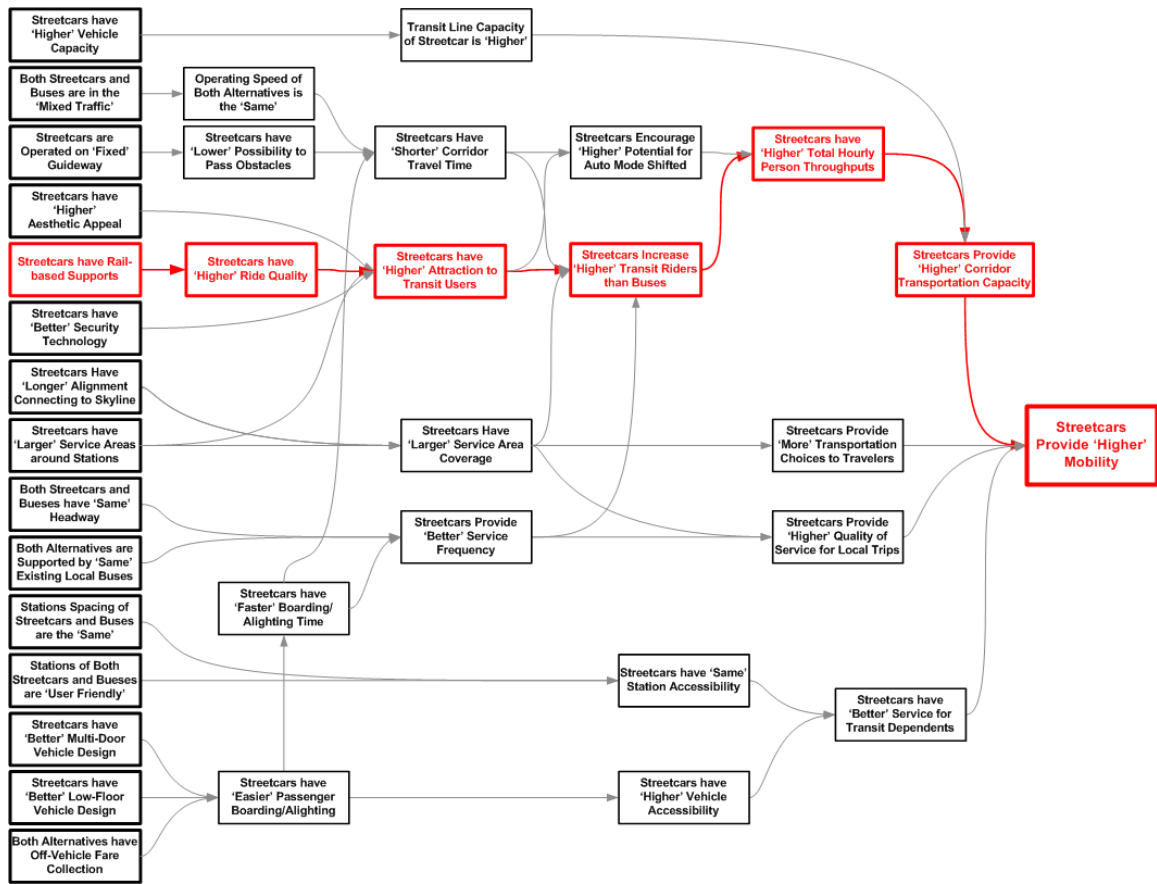 Streetcars have
‘Higher’ Vehicle
Capacity
Transit Line Capacity
of Streetcar is ‘Higher’
Both Streetcars and
Buses are in the
‘Mixed Traffic’
Operating Speed of
Both Alternatives is
the ‘Same’
Streetcars are
Operated on ‘Fixed’
Guideway
Streetcars have
‘Lower’ Possibility to
Pass Obstacles
Streetcars Have
‘Shorter’ Corridor
Travel Time
Streetcars Encourage
‘Higher’ Potential for
Auto Mode Shifted
Streetcars have
‘Higher’ Total Hourly
Person Throughputs
Streetcars have
‘Higher’
Aesthetic Appeal
Streetcars have Rail-
based Supports
Streetcars have
‘Higher’ Ride Quality
Streetcars have
‘Higher’ Attraction to
Transit Users
Streetcars Increase
‘Higher’ Transit Riders
than Buses
Streetcars Provide
‘Higher’ Corridor
Transportation Capacity
Streetcars have
‘Better’ Security
Technology
Streetcars Have
‘Longer’ Alignment
Connecting to Skyline
Streetcars have
‘Larger’ Service Areas
around Stations
Streetcars Have
‘Larger’ Service Area
Coverage
Streetcars Provide
‘More’ Transportation
Choices to Travelers
Streetcars
Provide ‘Higher’
Mobility
Both Streetcars and
Bueses have ‘Same’
Headway
Streetcars Provide
‘Better’ Service
Frequency
Streetcars Provide
‘Higher’ Quality of
Service for Local Trips
Both Alternatives are
Supported by ‘Same’
Existing Local Buses
Streetcars have
‘Faster’ Boarding/
Alighting Time
Stations Spacing of
Streetcars and Buses
are the ‘Same’
Stations of Both
Streetcars and Bueses
are ‘User Friendly’
Streetcars have ‘Same’
Station Accessibility
Streetcars have
‘Better’ Service for
Transit Dependents
Streetcars have
‘Better’ Multi-Door
Vehicle Design
Streetcars have
‘Better’ Low-Floor
Vehicle Design
Streetcars have
‘Easier’ Passenger
Boarding/Alighting
Streetcars have
‘Higher’ Vehicle
Accessibility
Both Alternatives have
Off-Vehicle Fare
Collection